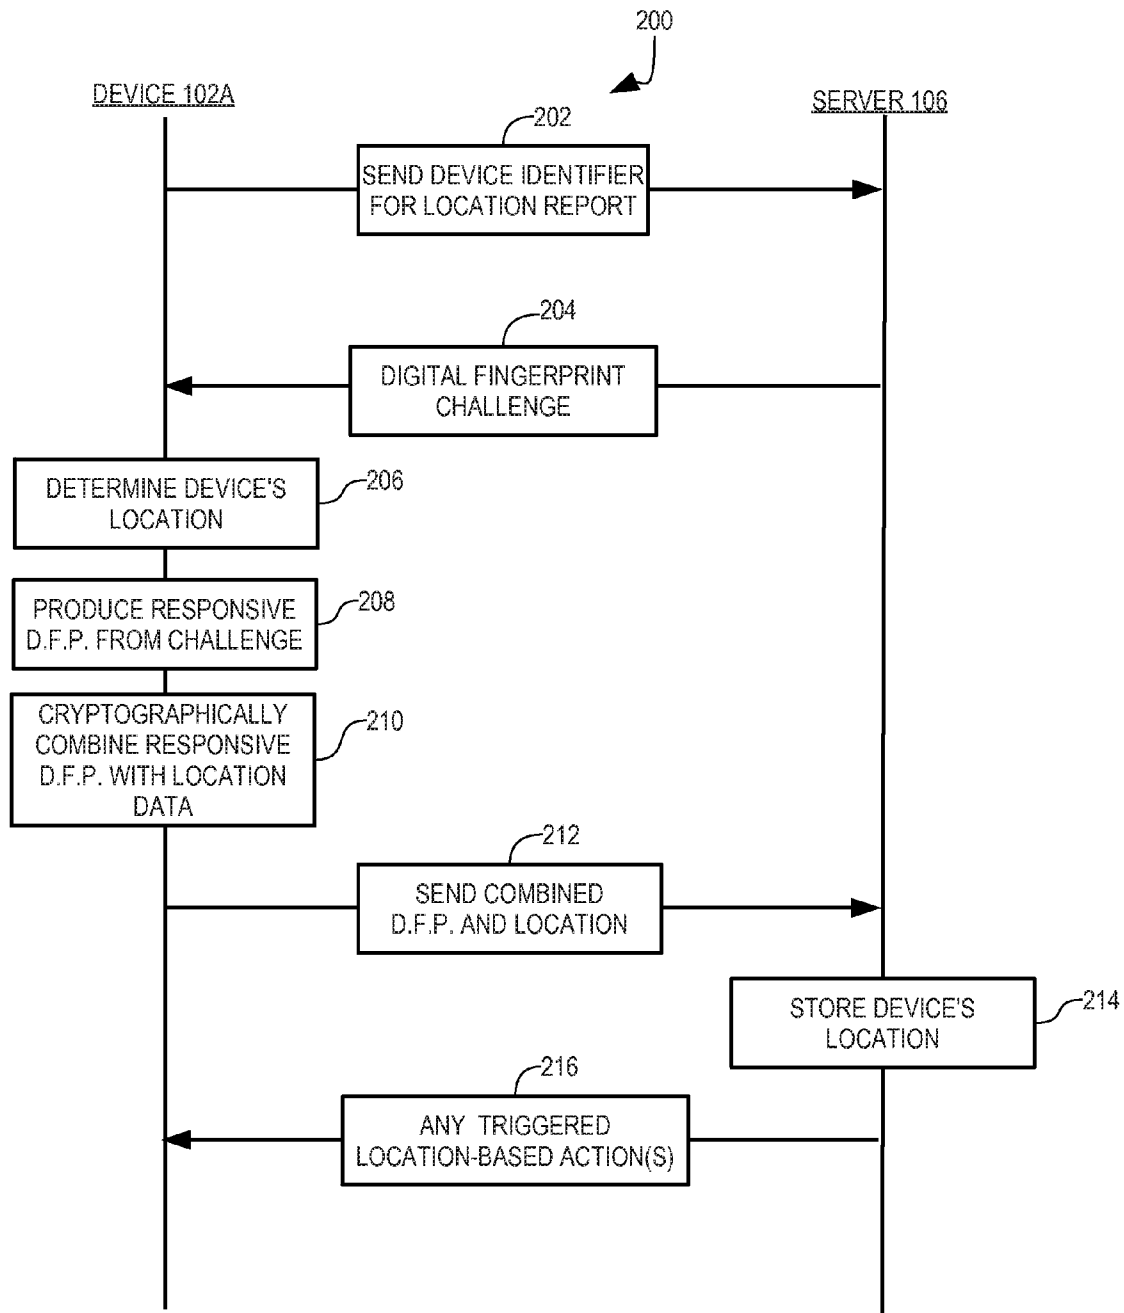 200
DEVICE 102A
SERVER 106
202
SEND DEVICE IDENTIFIER
FOR LOCATION REPORT
204
DIGITAL FINGERPRINT
CHALLENGE
DETERMINE DEVICE'S
LOCATION
206
PRODUCE RESPONSIVE
D.F.P. FROM CHALLENGE
208
CRYPTOGRAPHICALLY
COMBINE RESPONSIVE
D.F.P. WITH LOCATION
DATA
210
212
SEND COMBINED
D.F.P. AND LOCATION
STORE DEVICE'S
LOCATION
214
216
ANY TRIGGERED
LOCATION-BASED ACTION(S)